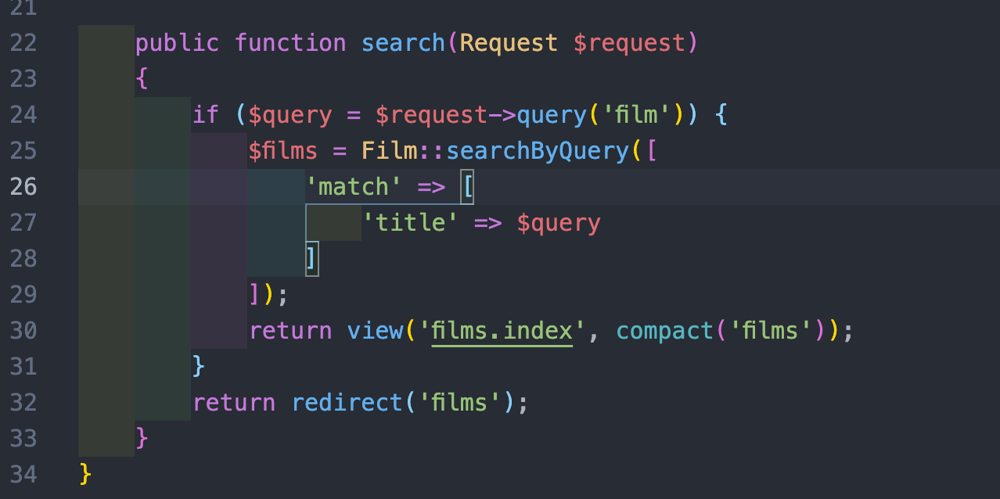 21
22 public function search(Request $request)
23 {
24 if ($query = $request->query('film')) {
25 $films = Film::searchByQuery([
26 'match' => [
27 'title' => $query
28 ]
29 ]);
30 return view('films.index', compact('films'));
31 }
32 return redirect('films');
33 }
34 }